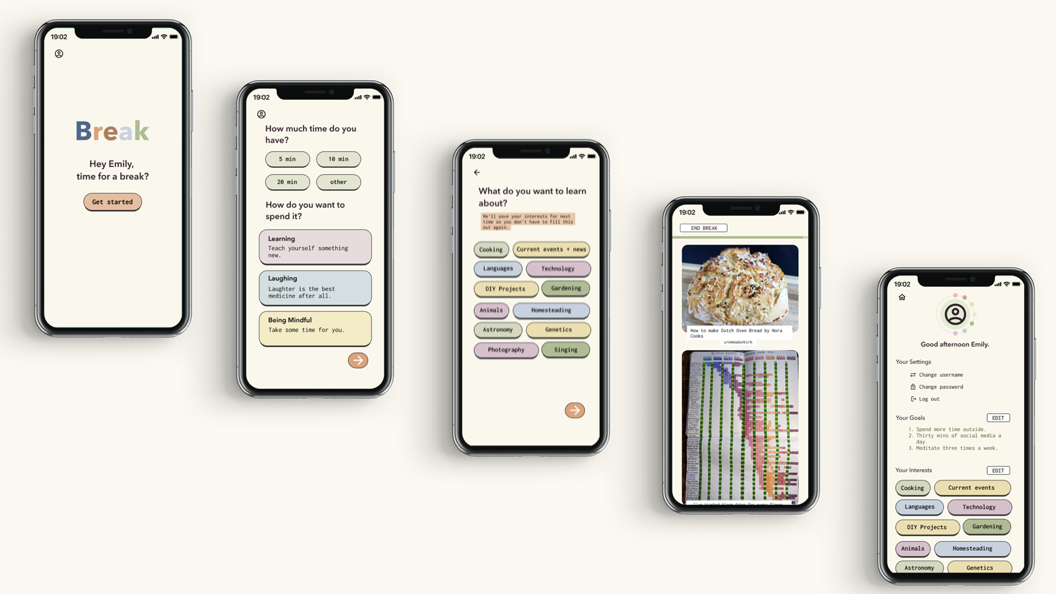 19:02
Break
Hey Emily,
time for a break?
Get started
19:02
How much time do you
have?
5 min
10 min
20 min
other
How do you want to
spend it?
Learning
Teach yourself something
new.
Laughing
Laughter is the best
medicine after all.
Being Mindful
Take some time for you.
19:02
What do you want to learn
about?
We'll save your interests for next
time so you don't have to fill this
out again.
Cooking
Current events + news
Languages
Technology
DIY Projects
Gardening
Animals
Homesteading
Astronomy
Genetics
Photography
Singing
19:02
END BREAK
How to make Dutch Oven Bread by Nora
Cooks
19:02
Good afternoon Emily.
Your Settings
Change username
Change password
Log out
Your Goals
EDIT
1. Spend more time outside.
2. Thirty mins of social media a
day.
3. Meditate three times a week.
Your Interests
EDIT
Cooking
Current events
Languages
Technology
DIY Projects
Gardening
Animals
Homesteading
Astronomy
Genetics